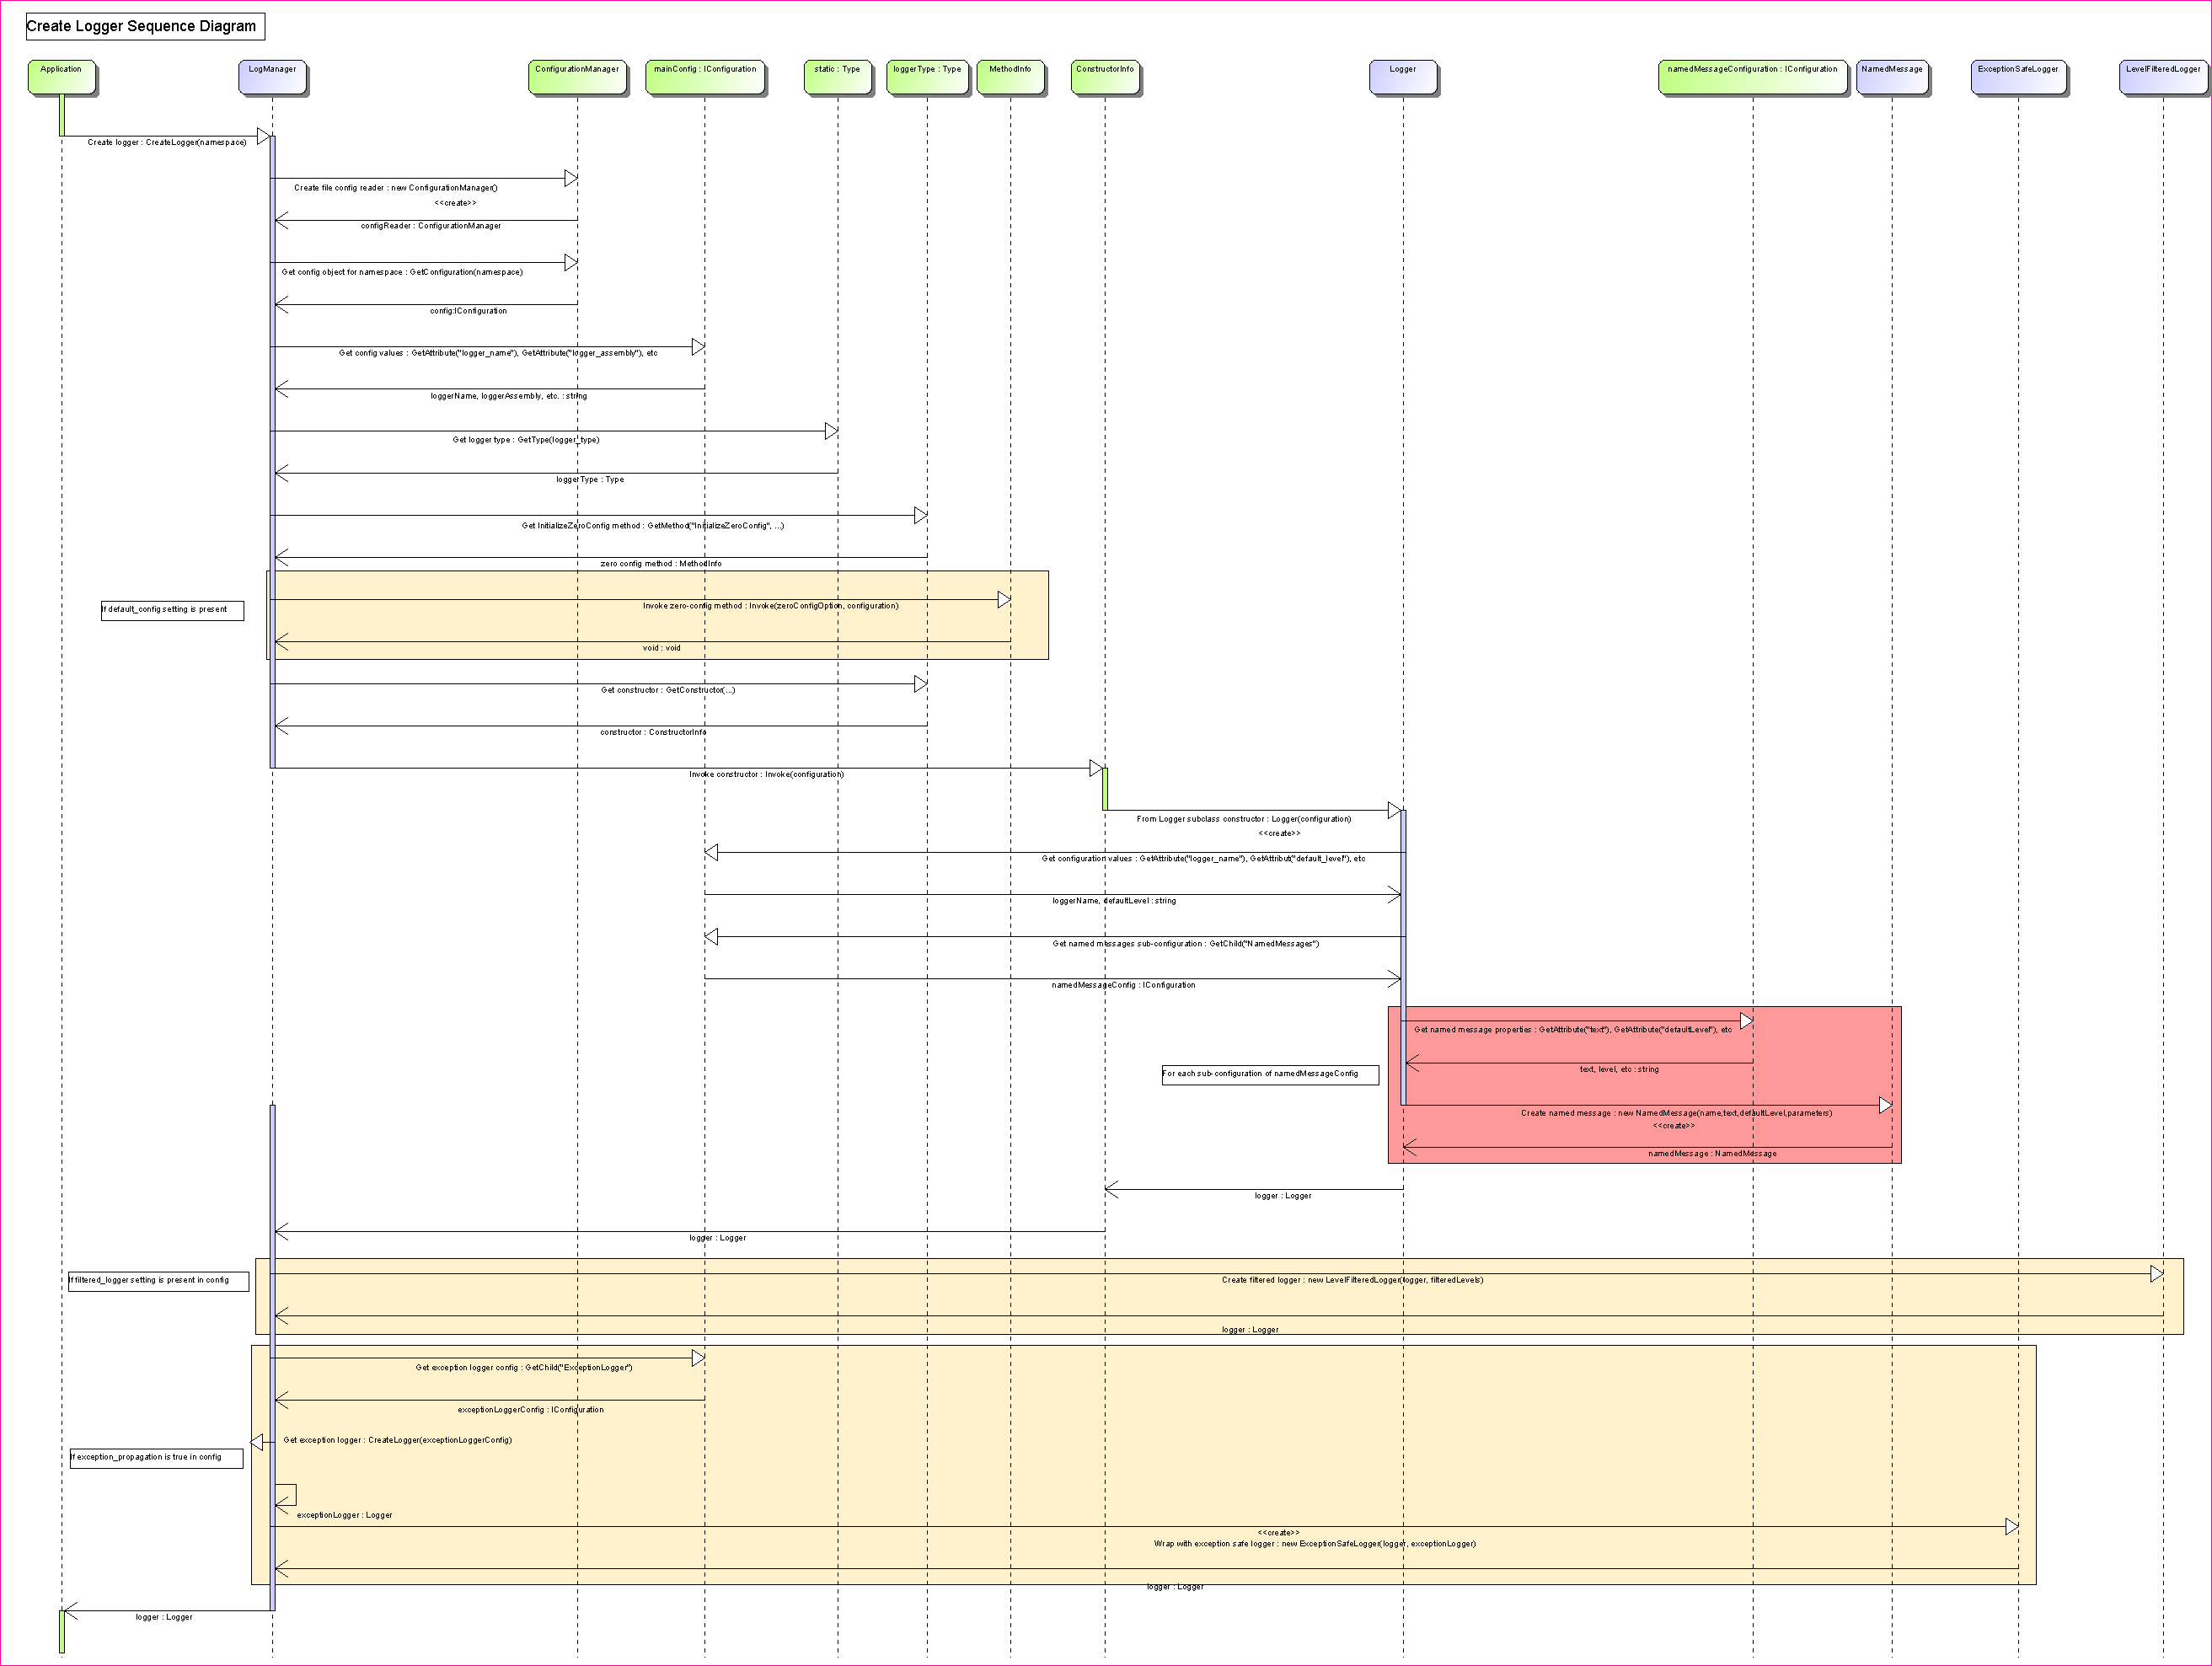 Create Logger Sequence Diagram
Application
LogManager
ConfigurationManager
mainConfig : IConfiguration
static : Type
loggerType : Type
MethodInfo
ConstructorInfo
Logger
namedMessageConfiguration : IConfiguration
NamedMessage
ExceptionSafeLogger
LevelFilteredLogger
Create logger : CreateLogger(namespace)
Create file config reader : new ConfigurationManager()
<<create>>
configReader : ConfigurationManager
Get config object for namespace : GetConfiguration(namespace)
config:IConfiguration
Get config values : GetAttribute("logger_name"), GetAttribute("logger_assembly"), etc
loggerName, loggerAssembly, etc. : string
Get logger type : GetType(logger_type)
loggerType : Type
Get InitializeZeroConfig method : GetMethod("InitializeZeroConfig", ...)
zero config method : MethodInfo
If default_config setting is present
Invoke zero-config method : Invoke(zeroConfigOption, configuration)
void : void
Get constructor : GetConstructor(...)
constructor : ConstructorInfo
Invoke constructor : Invoke(configuration)
From Logger subclass constructor : Logger(configuration)
<<create>>
Get configuration values : GetAttribute("logger_name"), GetAttribut("default_level"), etc
loggerName, defaultLevel : string
Get named messages sub-configuration : GetChild("NamedMessages")
namedMessageConfig : IConfiguration
Get named message properties : GetAttribute("text"), GetAttribute("defaultLevel"), etc
text, level, etc : string
For each sub-configuration of namedMessageConfig
Create named message : new NamedMessage(name,text,defaultLevel,parameters)
<<create>>
namedMessage : NamedMessage
logger : Logger
logger : Logger
If filtered_logger setting is present in config
Create filtered logger : new LevelFilteredLogger(logger, filteredLevels)
logger : Logger
Get exception logger config : GetChild("ExceptionLogger")
exceptionLoggerConfig : IConfiguration
Get exception logger : CreateLogger(exceptionLoggerConfig)
If exception_propagation is true in config
exceptionLogger : Logger
<<create>>
Wrap with exception safe logger : new ExceptionSafeLogger(logger, exceptionLogger)
logger : Logger
logger : Logger